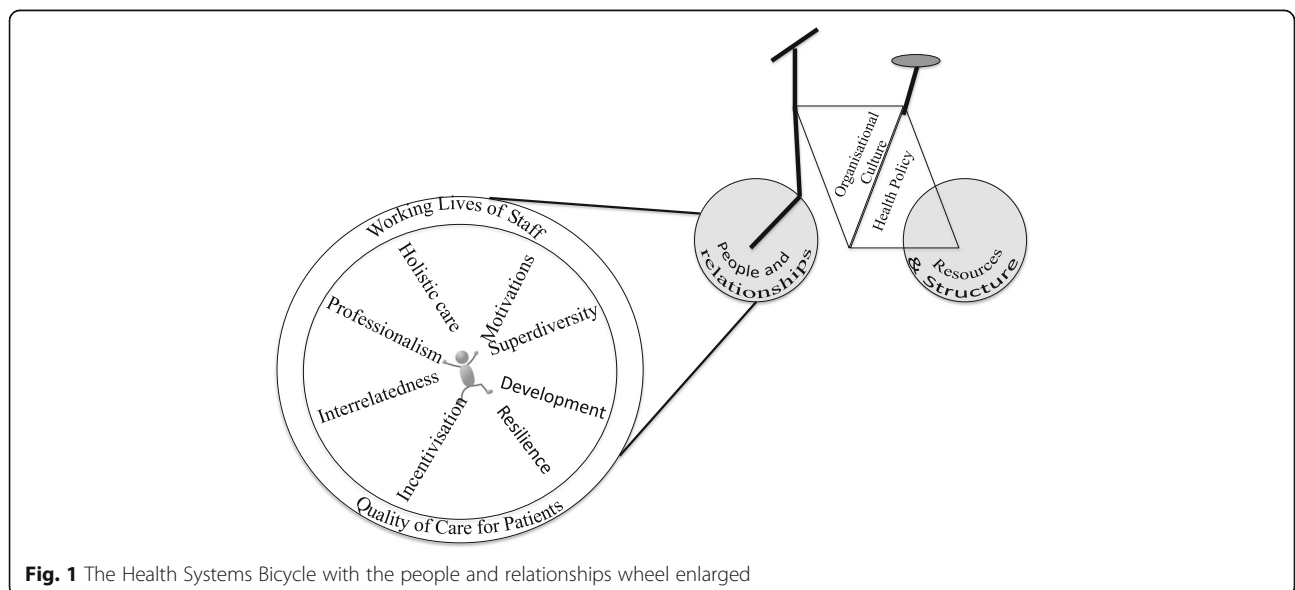 Organisational
Culture
Health Policy
People and
relationships
Resources
& Structure
Working Lives of Staff
Holistic care
Motivations
Professionalism
Superdiversity
Interrelatedness
Development
Incentivisation
Resilience
Quality of Care for Patients
Fig. 1 The Health Systems Bicycle with the people and relationships wheel enlarged